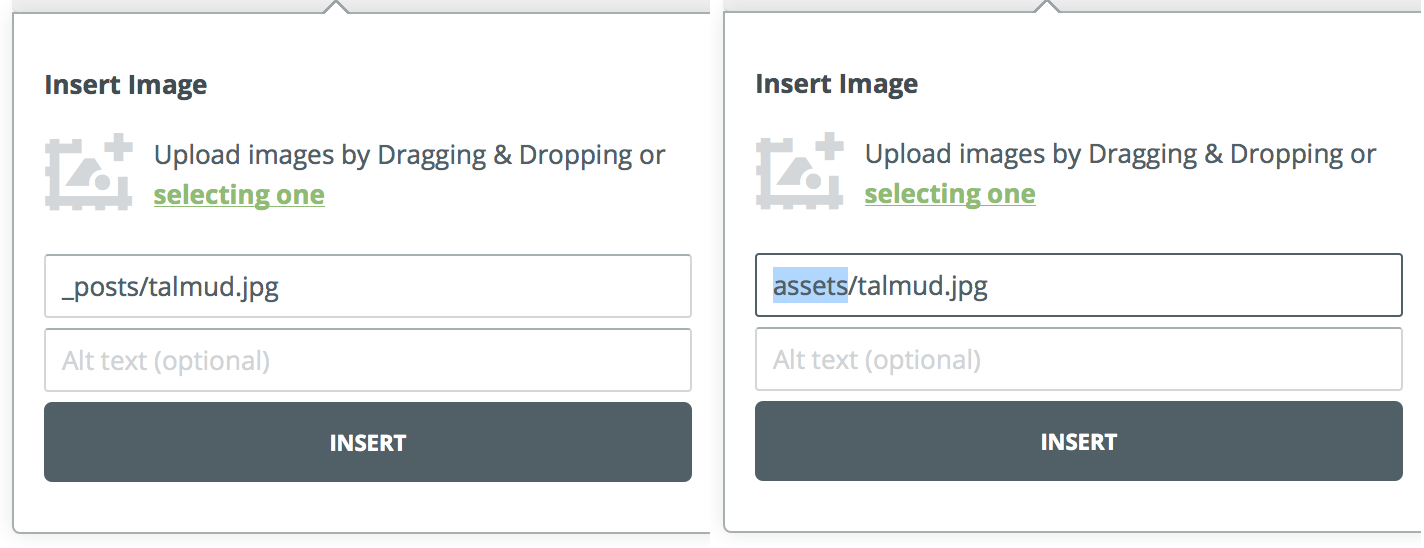 Insert Image
Upload images by Dragging & Dropping or
selecting one
_posts/talmud.jpg
Alt text (optional)
INSERT
Insert Image
Upload images by Dragging & Dropping or
selecting one
assets/talmud.jpg
Alt text (optional)
INSERT